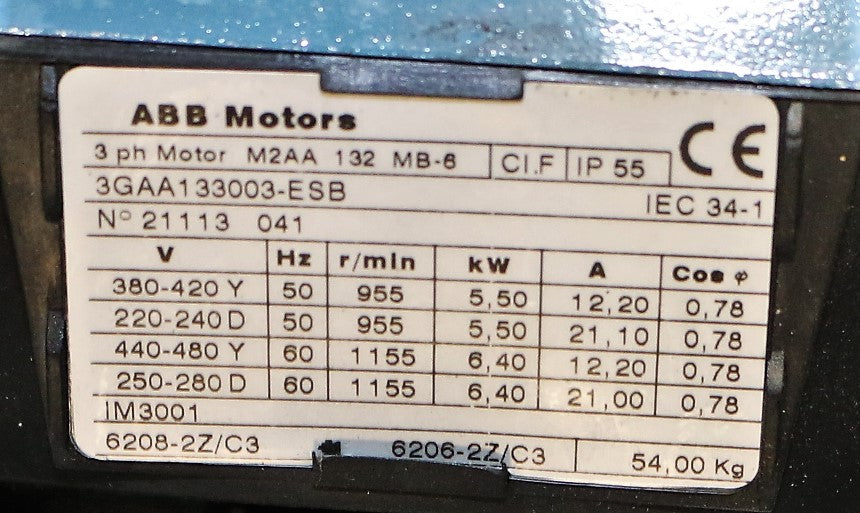 ABB Motors
CE
3 ph Motor M2AA 132 MB-6 Cl.F IP 55
3GAA133003-ESB IEC 34-1
Nº 21113 041
V Hz r/min kW A Cos φ
380-420 Y 50 955 5,50 12,20 0,78
220-240 D 50 955 5,50 21,10 0,78
440-480 Y 60 1155 6,40 12,20 0,78
250-280 D 60 1155 6,40 21,00 0,78
IM3001
6208-2Z/C3 6206-2Z/C3 54,00 Kg